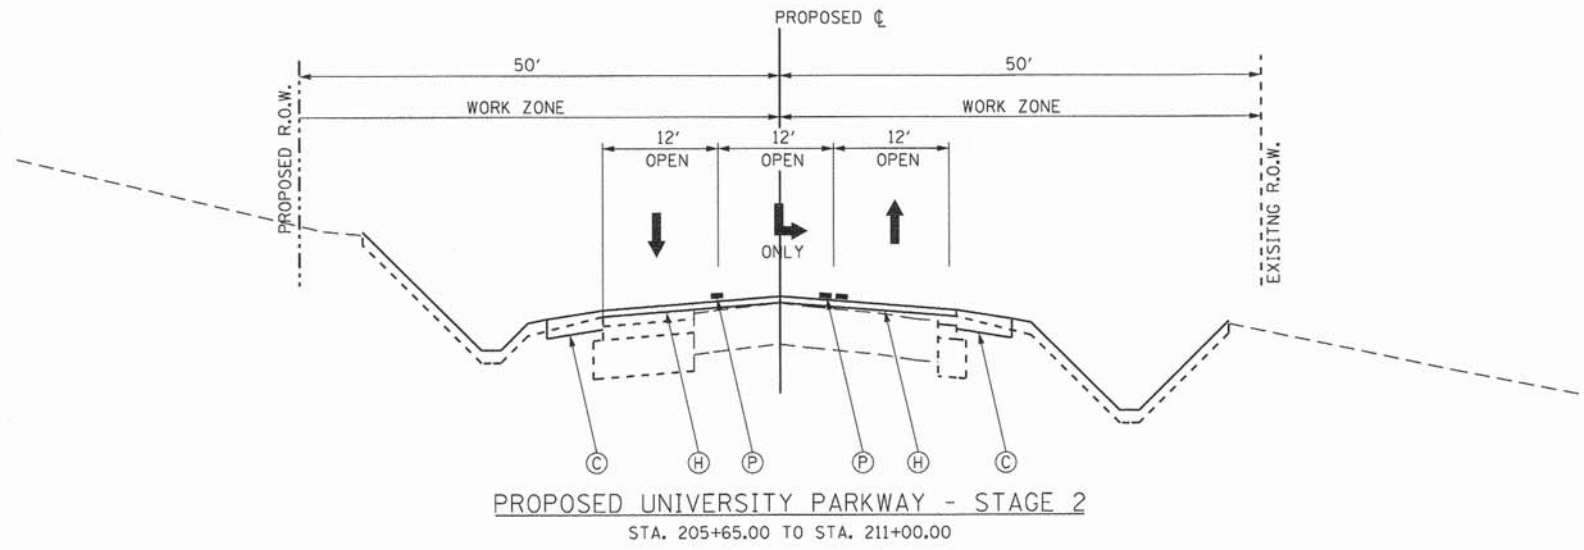 PROPOSED ℄
50' 50'
WORK ZONE WORK ZONE
12' 12' 12'
OPEN OPEN OPEN
PROPOSED R.O.W.
EXISITNG R.O.W.
ONLY
C H P P H C
PROPOSED UNIVERSITY PARKWAY - STAGE 2
STA. 205+65.00 TO STA. 211+00.00